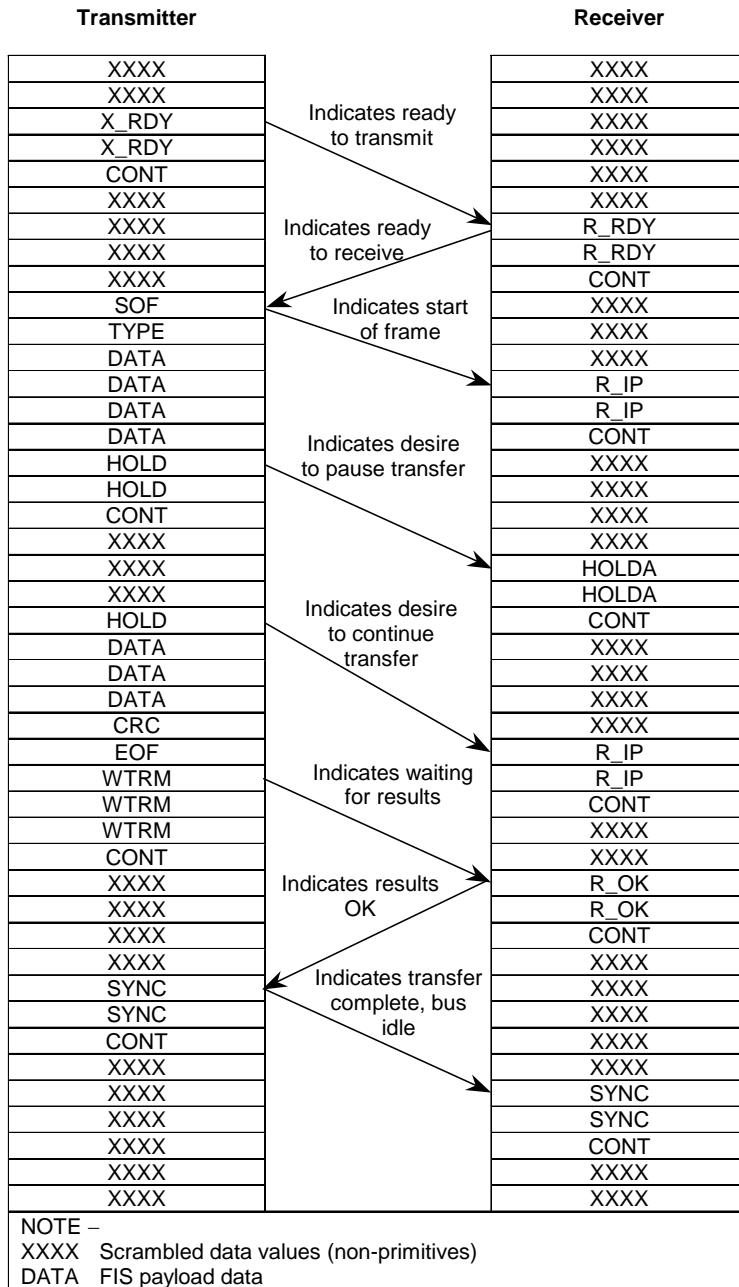 Transmitter
XXXX
XXXX
X_RDY
X_RDY
CONT
XXXX
XXXX
XXXX
XXXX
SOF
TYPE
DATA
DATA
DATA
DATA
HOLD
HOLD
CONT
XXXX
XXXX
XXXX
HOLD
DATA
DATA
DATA
CRC
EOF
WTRM
WTRM
WTRM
CONT
XXXX
XXXX
XXXX
XXXX
SYNC
SYNC
CONT
XXXX
XXXX
XXXX
XXXX
XXXX
XXXX
Indicates ready
to transmit
Indicates ready
to receive
Indicates start
of frame
Indicates desire
to pause transfer
Indicates desire
to continue
transfer
Indicates waiting
for results
Indicates results
OK
Indicates transfer
complete, bus
idle
Receiver
XXXX
XXXX
XXXX
XXXX
XXXX
XXXX
R_RDY
R_RDY
CONT
XXXX
XXXX
XXXX
R_IP
R_IP
CONT
XXXX
XXXX
XXXX
XXXX
HOLDA
HOLDA
CONT
XXXX
XXXX
XXXX
XXXX
R_IP
R_IP
CONT
XXXX
XXXX
R_OK
R_OK
CONT
XXXX
XXXX
XXXX
XXXX
XXXX
SYNC
SYNC
CONT
XXXX
XXXX
NOTE –
XXXX Scrambled data values (non-primitives)
DATA FIS payload data